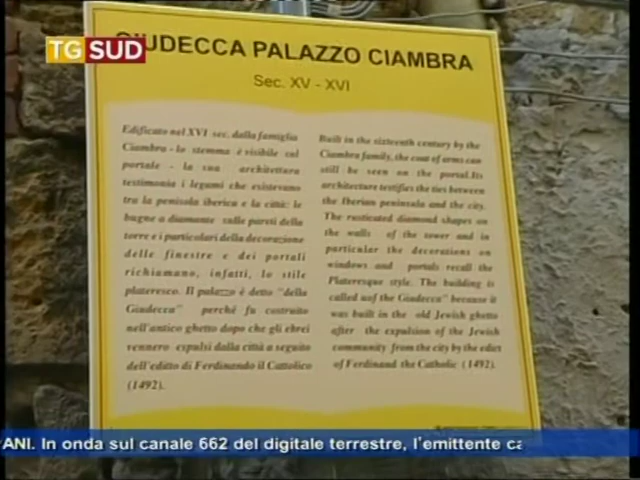 TG SUD
GIUDECCA PALAZZO CIAMBRA
Sec. XV - XVI
Edificato nel XVI sec. dalla famiglia
Ciambra - lo stemma è visibile sul
portale - la sua architettura
testimonia i legami che esistevano
tra la penisola iberica e la città: le
bugne a diamante sulle pareti della
torre e i particolari della decorazione
delle finestre e dei portali
richiamano, infatti, lo stile
plateresco. Il palazzo è detto "della
Giudecca" perché fu costruito
nell'antico ghetto dopo che gli ebrei
vennero espulsi dalla città a seguito
dell'editto di Ferdinando il Cattolico
(1492).
Built in the sixteenth century by the
Ciambra family, the coat of arms can
still be seen on the portal.Its
architecture testifies the ties between
the Iberian peninsula and the city.
The rusticated diamond shapes on
the walls of the tower and in
particular the decorations on
windows and portals recall the
Plateresque style. The building is
called "of the Giudecca" because it
was built in the old Jewish ghetto
after the expulsion of the Jewish
community from the city by the edict
of Ferdinand the Catholic (1492).
ANI. In onda sul canale 662 del digitale terrestre, l'emittente